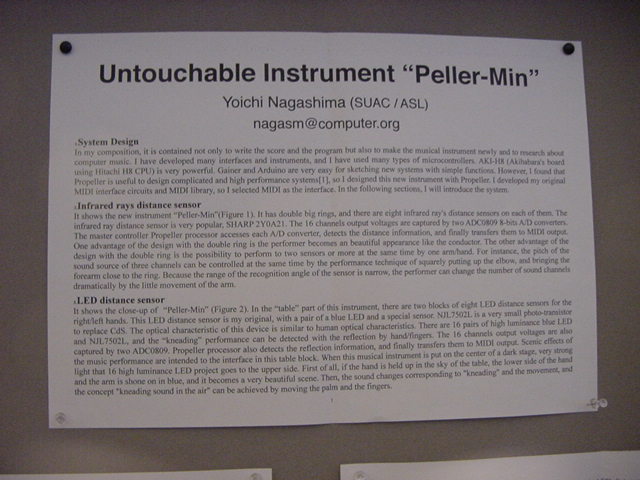 Untouchable Instrument “Peller-Min”
Yoichi Nagashima (SUAC / ASL)
nagasm@computer.org
System Design
In my composition, it is contained not only to write the score and the program but also to make the musical instrument newly and to research about
computer music. I have developed many interfaces and instruments, and I have used many types of microcontrollers. AKI-H8 (Akihabara's board
using Hitachi H8 CPU) is very powerful. Gainer and Arduino are very easy for sketching new systems with simple functions. However, I found that
Propeller is useful to design complicated and high performance systems[1], so I designed this new instrument with Propeller. I developed my original
MIDI interface circuits and MIDI library, so I selected MIDI as the interface. In the following sections, I will introduce the system.
Infrared rays distance sensor
It shows the new instrument "Peller-Min"(Figure 1). It has double big rings, and there are eight infrared ray's distance sensors on each of them. The
infrared ray distance sensor is very popular, SHARP 2Y0A21. The 16 channels output voltages are captured by two ADC0809 8-bits A/D converters.
The master controller Propeller processor accesses each A/D converter, detects the distance information, and finally transfers them to MIDI output.
One advantage of the design with the double ring is the performer becomes an beautiful appearance like the conductor. The other advantage of the
design with the double ring is the possibility to perform to two sensors or more at the same time by one arm/hand. For instance, the pitch of the
sound source of three channels can be controlled at the same time by the performance technique of squarely putting up the elbow, and bringing the
forearm close to the ring. Because the range of the recognition angle of the sensor is narrow, the performer can change the number of sound channels
dramatically by the little movement of the arm.
LED distance sensor
It shows the close-up of "Peller-Min" (Figure 2). In the "table" part of this instrument, there are two blocks of eight LED distance sensors for the
right/left hands. This LED distance sensor is my original, with a pair of blue LED and a special sensor. NJL7502L is a very small photo-transistor
to replace CdS. The optical characteristic of this device is similar to human optical characteristics. There are 16 pairs of high luminance blue LED
and NJL7502L, and the "kneading" performance can be detected with the reflection by hand/fingers. The 16 channels output voltages are also
captured by two ADC0809. Propeller processor also detects the reflection information, and finally transfers them to MIDI output. Scenic effects of
the music performance are intended to the interface in this table block. When this musical instrument is put on the center of a dark stage, very strong
light that 16 high luminance LED project goes to the upper side. First of all, if the hand is held up in the sky of the table, the lower side of the hand
and the arm is shone on in blue, and it becomes a very beautiful scene. Then, the sound changes corresponding to "kneading" and the movement, and
the concept "kneading sound in the air" can be achieved by moving the palm and the fingers.
1